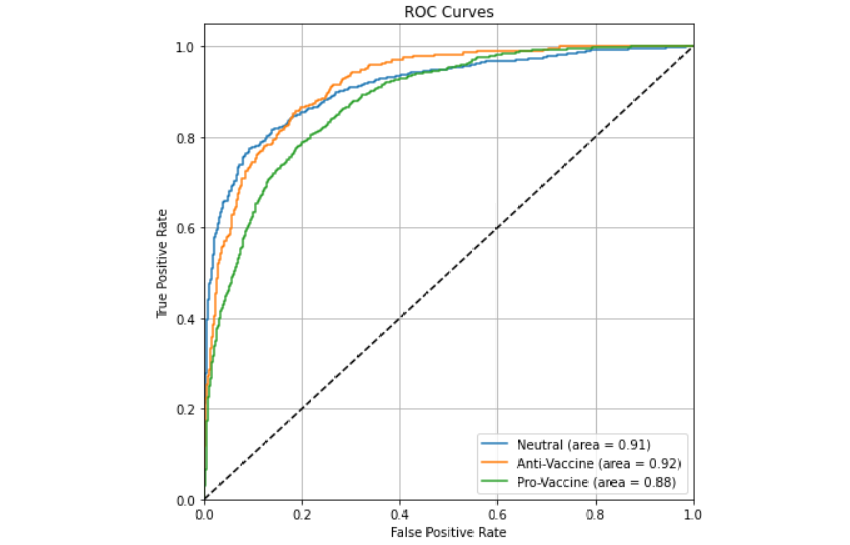 ROC Curves
True Positive Rate
1.0
0.8
0.6
0.4
0.2
0.0
Neutral (area = 0.91)
Anti-Vaccine (area = 0.92)
Pro-Vaccine (area = 0.88)
0.0 0.2 0.4 0.6 0.8 1.0
False Positive Rate